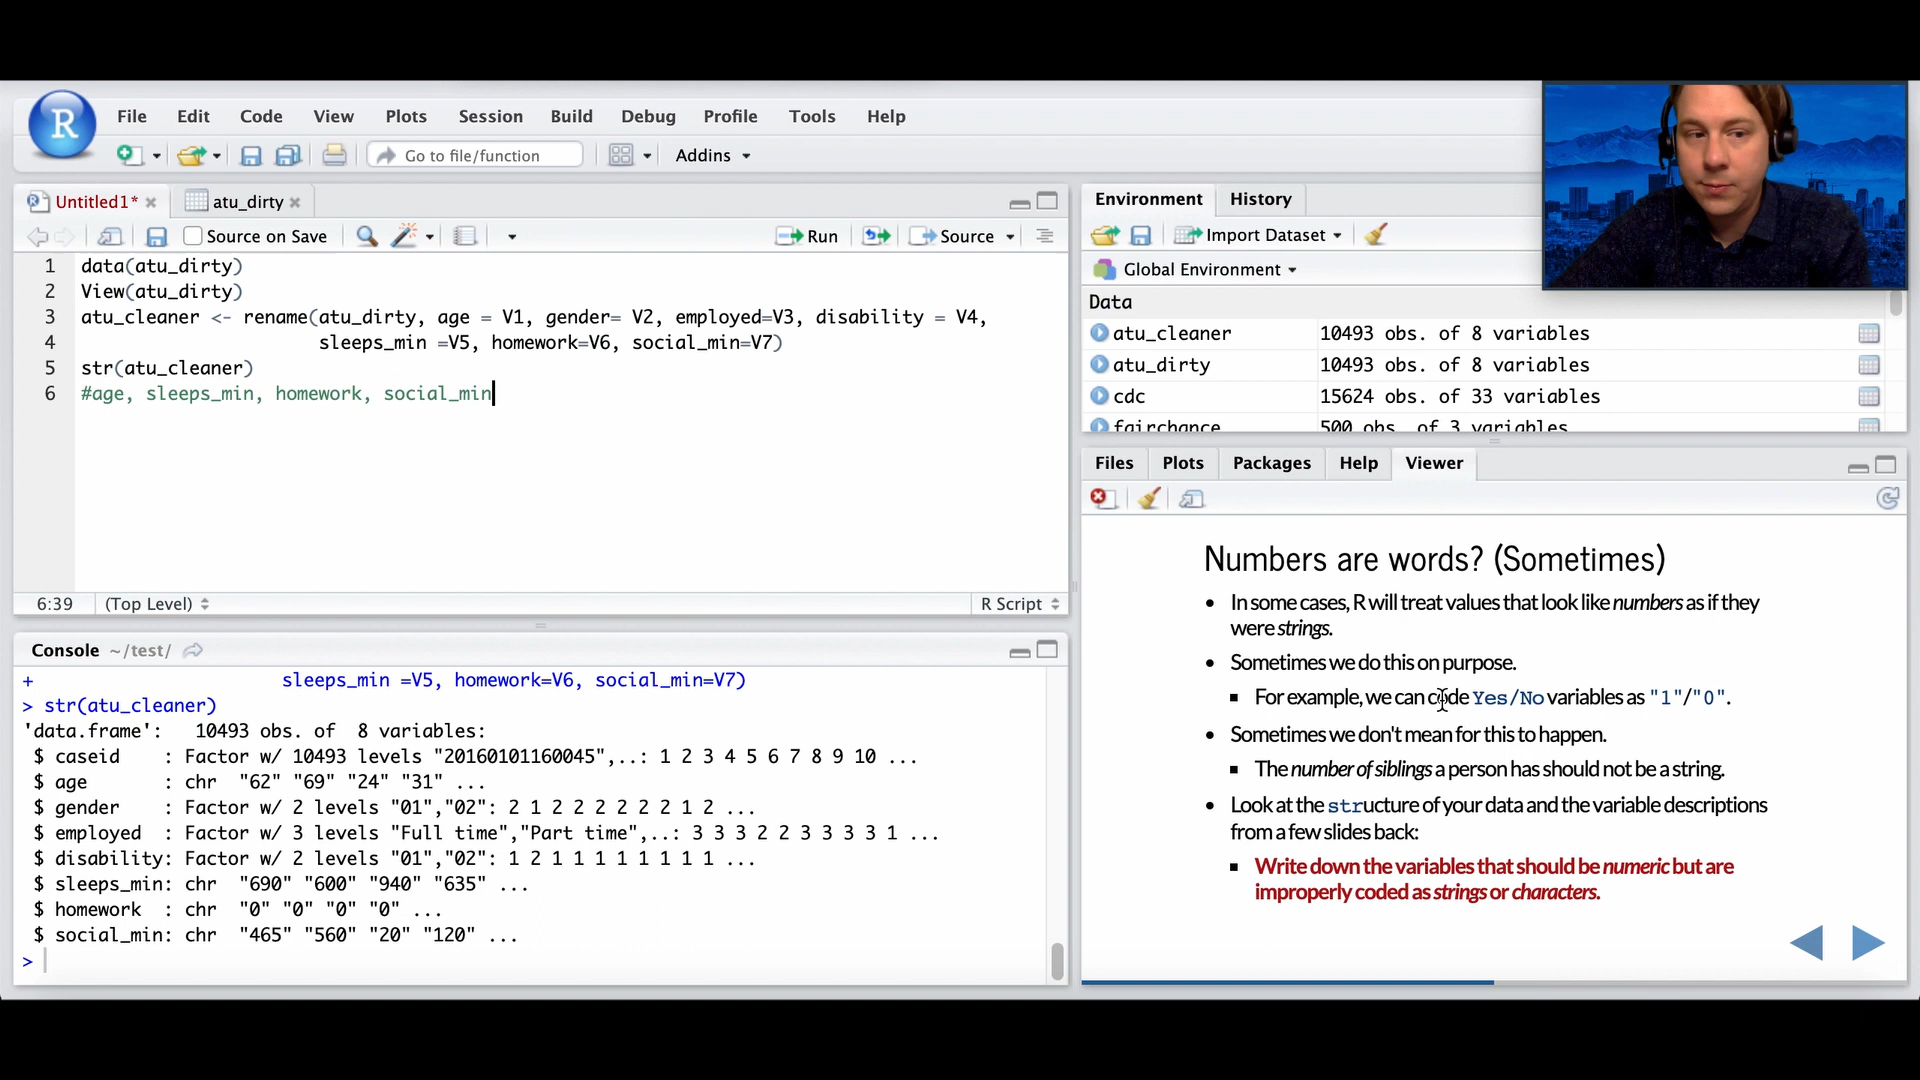 R File Edit Code View Plots Session Build Debug Profile Tools Help
Go to file/function Addins
Untitled1* atu_dirty
Source on Save Run Source
1 data(atu_dirty)
2 View(atu_dirty)
3 atu_cleaner <- rename(atu_dirty, age = V1, gender= V2, employed=V3, disability = V4,
4 sleeps_min =V5, homework=V6, social_min=V7)
5 str(atu_cleaner)
6 #age, sleeps_min, homework, social_min
6:39 (Top Level) R Script
Console ~/test/
+ sleeps_min =V5, homework=V6, social_min=V7)
> str(atu_cleaner)
'data.frame': 10493 obs. of 8 variables:
$ caseid : Factor w/ 10493 levels "20160101160045",..: 1 2 3 4 5 6 7 8 9 10 ...
$ age : chr "62" "69" "24" "31" ...
$ gender : Factor w/ 2 levels "01","02": 2 1 2 2 2 2 2 2 1 2 ...
$ employed : Factor w/ 3 levels "Full time","Part time",..: 3 3 3 2 2 3 3 3 3 1 ...
$ disability: Factor w/ 2 levels "01","02": 1 2 1 1 1 1 1 1 1 1 ...
$ sleeps_min: chr "690" "600" "940" "635" ...
$ homework : chr "0" "0" "0" "0" ...
$ social_min: chr "465" "560" "20" "120" ...
>
Environment History
Import Dataset
Global Environment
Data
atu_cleaner 10493 obs. of 8 variables
atu_dirty 10493 obs. of 8 variables
cdc 15624 obs. of 33 variables
fairchance 500 obs. of 3 variables
Files Plots Packages Help Viewer
Numbers are words? (Sometimes)
• In some cases, R will treat values that look like numbers as if they
were strings.
• Sometimes we do this on purpose.
▪ For example, we can code Yes/No variables as "1"/"0".
• Sometimes we don't mean for this to happen.
▪ The number of siblings a person has should not be a string.
• Look at the structure of your data and the variable descriptions
from a few slides back:
▪ Write down the variables that should be numeric but are
improperly coded as strings or characters.